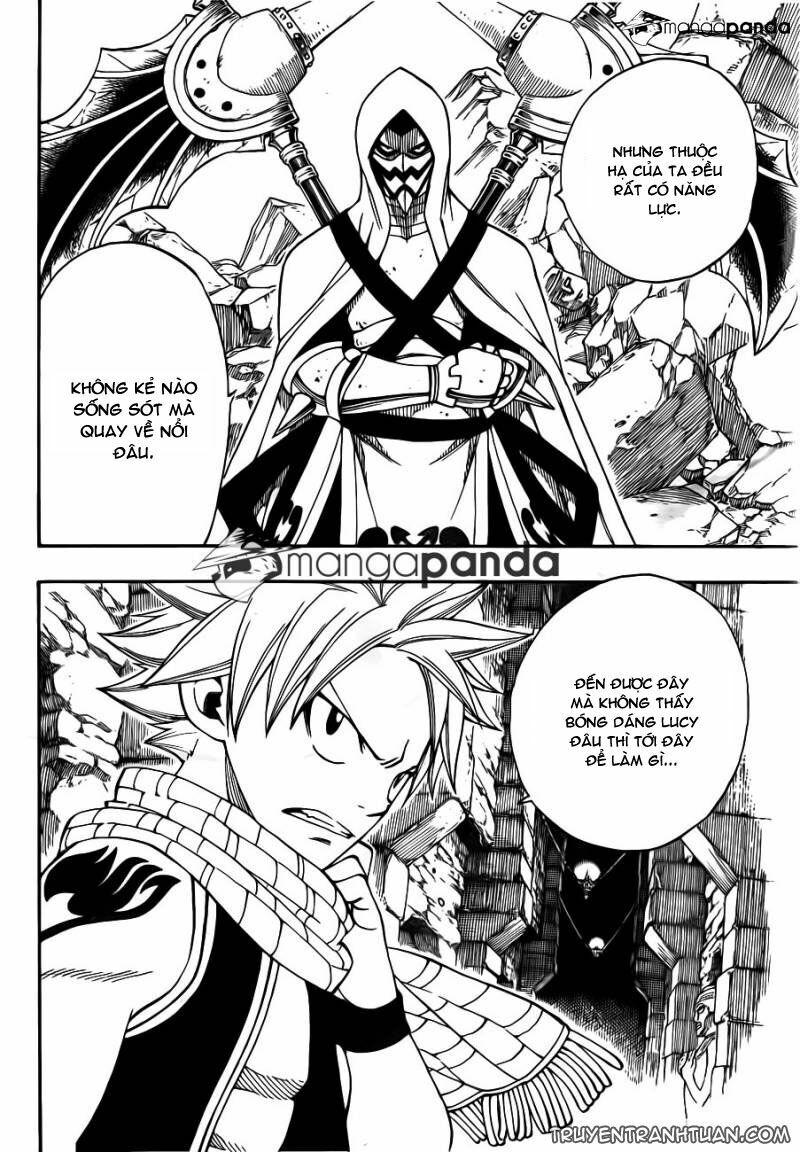 mangapanda
NHƯNG THUỘC
HẠ CỦA TA ĐỀU
RẤT CÓ NĂNG
LỰC.
KHÔNG KẺ NÀO
SỐNG SÓT MÀ
QUAY VỀ NỔI
ĐÂU.
mangapanda
ĐẾN ĐƯỢC ĐÂY
MÀ KHÔNG THẤY
BÓNG DÁNG LUCY
ĐÂU THÌ TỚI ĐÂY
ĐỂ LÀM GÌ...
TRUYENTRANHTUAN.COM